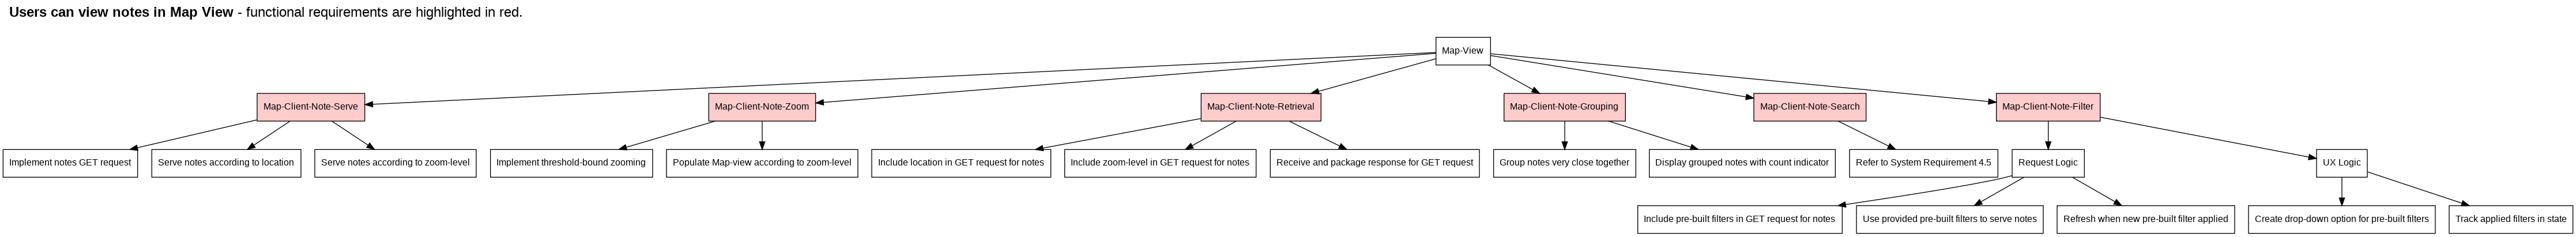 Users can view notes in Map View - functional requirements are highlighted in red.
Map-View
Map-Client-Note-Serve
Map-Client-Note-Zoom
Map-Client-Note-Retrieval
Map-Client-Note-Grouping
Map-Client-Note-Search
Map-Client-Note-Filter
Implement notes GET request
Serve notes according to location
Serve notes according to zoom-level
Implement threshold-bound zooming
Populate Map-view according to zoom-level
Include location in GET request for notes
Include zoom-level in GET request for notes
Receive and package response for GET request
Group notes very close together
Display grouped notes with count indicator
Refer to System Requirement 4.5
Request Logic
UX Logic
Include pre-built filters in GET request for notes
Use provided pre-built filters to serve notes
Refresh when new pre-built filter applied
Create drop-down option for pre-built filters
Track applied filters in state